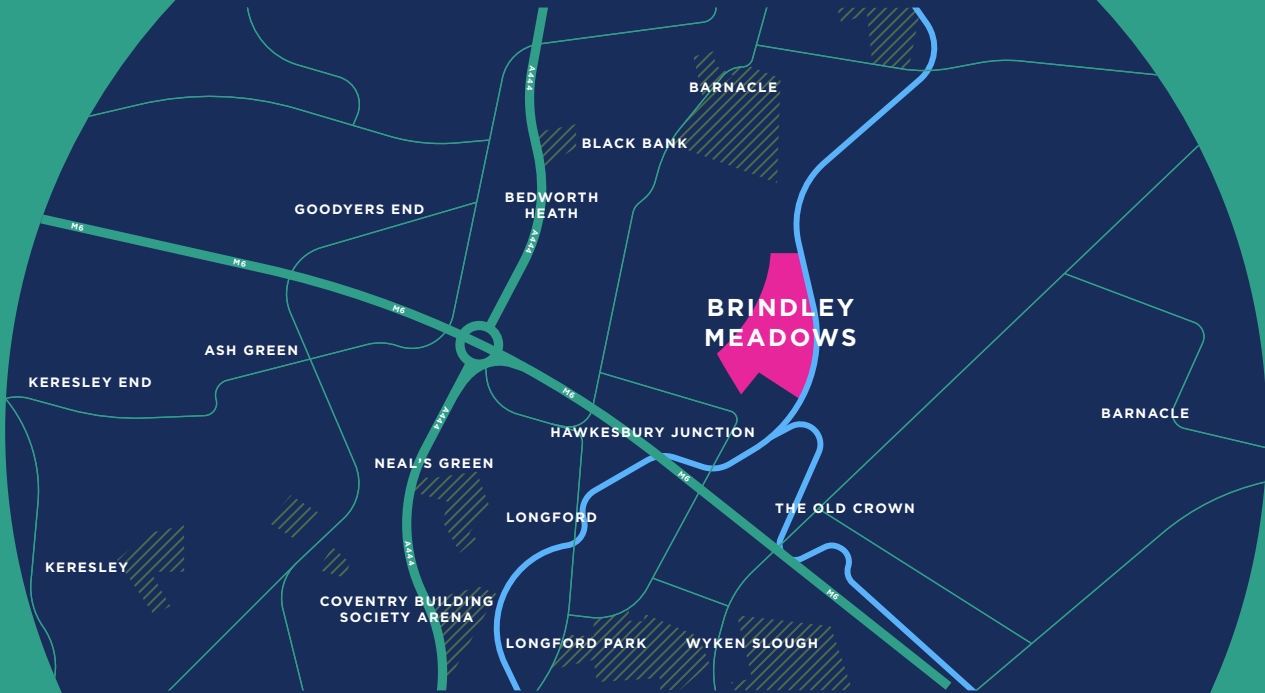 A444
BARNACLE
BLACK BANK
BEDWORTH
HEATH
GOODYERS END
M6
A444
M6
M6
BRINDLEY
MEADOWS
ASH GREEN
KERESLEY END
M6
A444
BARNACLE
HAWKESBURY JUNCTION
NEAL'S GREEN
M6
THE OLD CROWN
LONGFORD
A444
KERESLEY
M6
COVENTRY BUILDING
SOCIETY ARENA
LONGFORD PARK
WYKEN SLOUGH